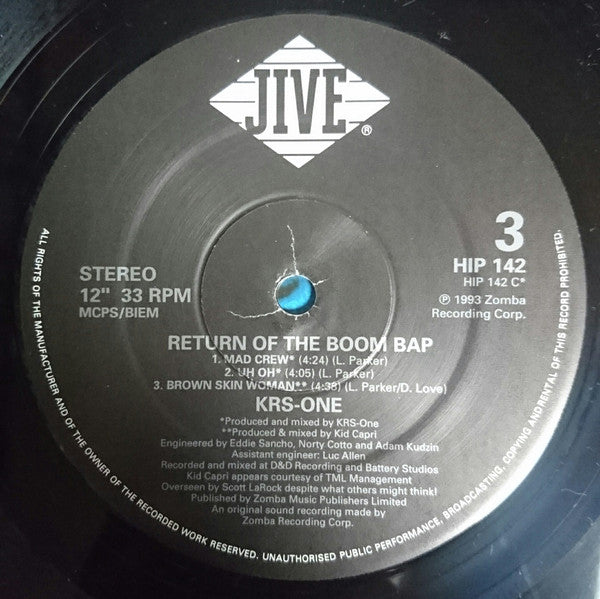 JIVE®
3
HIP 142
HIP 142 C*
℗ 1993 Zomba
Recording Corp.
STEREO
12" 33 RPM
MCPS/BIEM
RETURN OF THE BOOM BAP
1. MAD CREW* (4:24) (L. Parker)
2. UH OH* (4:05) (L. Parker)
3. BROWN SKIN WOMAN** (4:38) (L. Parker/D. Love)
KRS-ONE
*Produced and mixed by KRS-One
**Produced & mixed by Kid Capri
Engineered by Eddie Sancho, Norty Cotto and Adam Kudzin
Assistant engineer: Luc Allen
Recorded and mixed at D&D Recording and Battery Studios
Kid Capri appears courtesy of TML Management
Overseen by Scott LaRock despite what others might think!
Published by Zomba Music Publishers Limited
An original sound recording made by
Zomba Recording Corp.
ALL RIGHTS OF THE MANUFACTURER AND OF THE OWNER OF THE RECORDED WORK RESERVED. UNAUTHORISED PUBLIC PERFORMANCE, BROADCASTING, COPYING AND RENTAL OF THIS RECORD PROHIBITED.